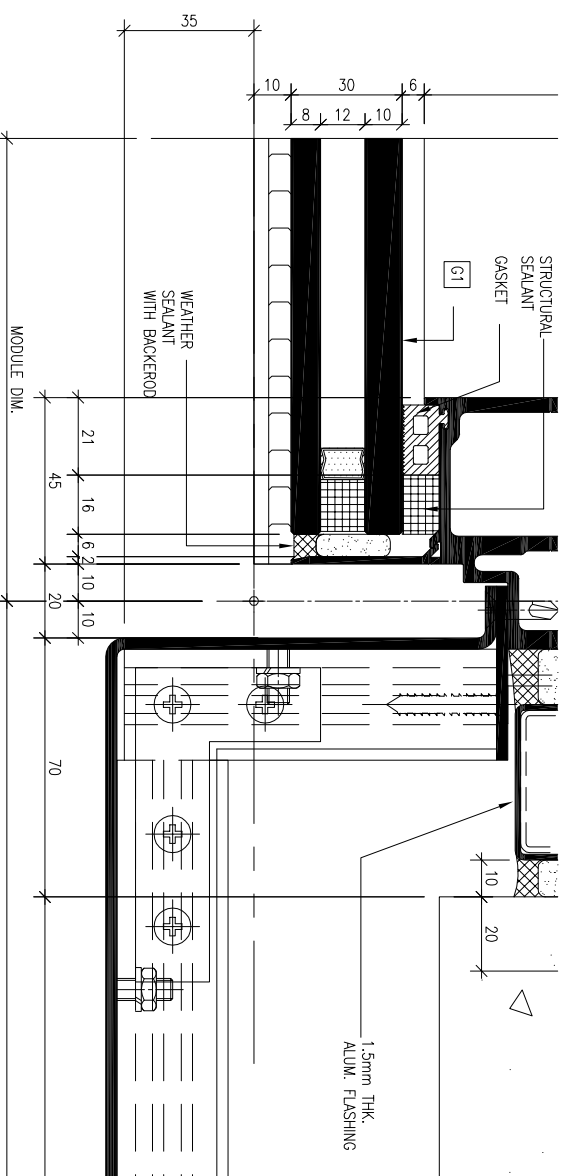 35
10
30
6
8
12
10
STRUCTURAL
SEALANT
GASKET
G1
WEATHER
SEALANT
WITH BACKEROD
MODULE DIM.
21
45
16
6
2
10
20
10
70
10
20
1.5mm THK.
ALUM. FLASHING